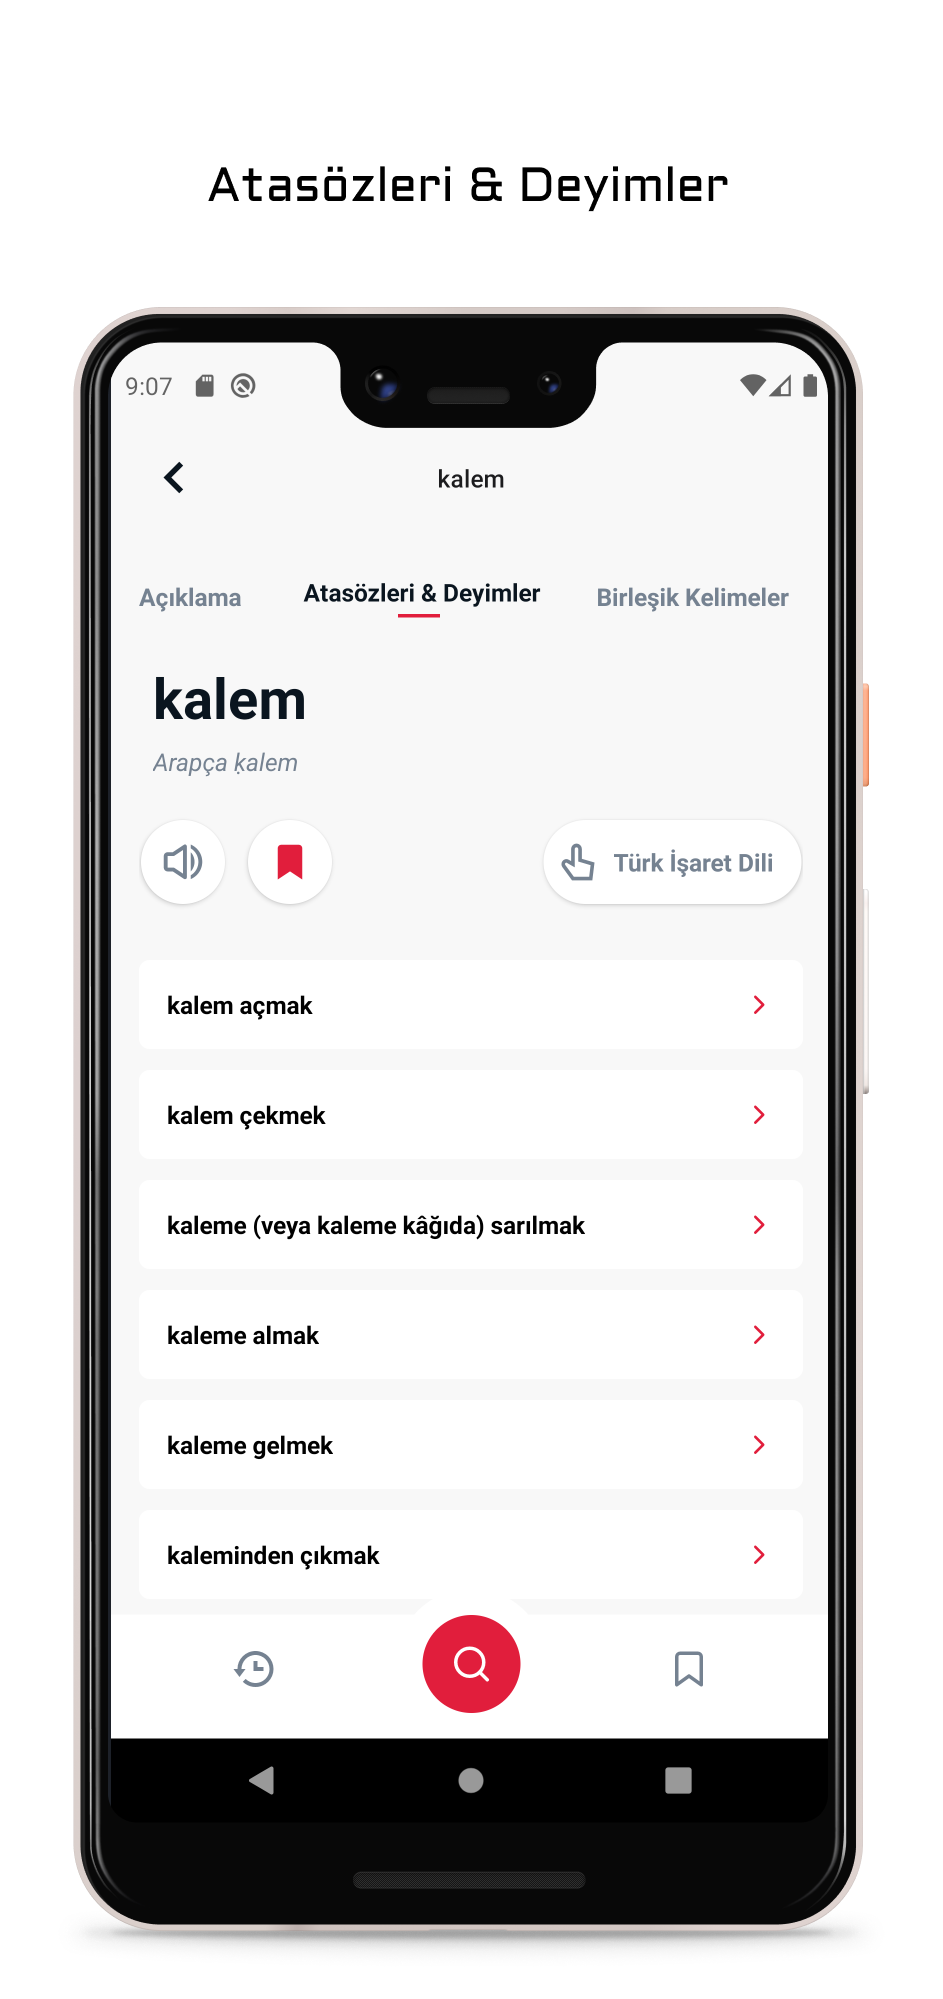 Atasözleri & Deyimler
9:07
kalem
Açıklama
Atasözleri & Deyimler
Birleşik Kelimeler
kalem
Arapça ḳalem
Türk İşaret Dili
kalem açmak
kalem çekmek
kaleme (veya kaleme kâğıda) sarılmak
kaleme almak
kaleme gelmek
kaleminden çıkmak